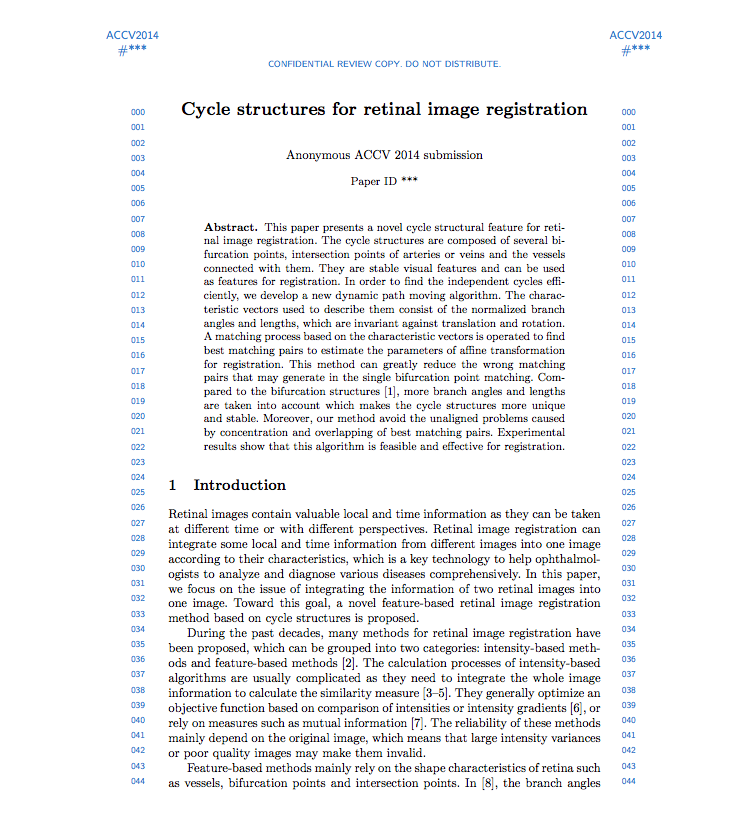 ACCV2014
#***
ACCV2014
#***
CONFIDENTIAL REVIEW COPY. DO NOT DISTRIBUTE.
000 Cycle structures for retinal image registration 000
001 001
002 002
003 Anonymous ACCV 2014 submission 003
004 004
005 Paper ID *** 005
006 006
007 007
008 Abstract. This paper presents a novel cycle structural feature for reti- 008
009 nal image registration. The cycle structures are composed of several bi- 009
010 furcation points, intersection points of arteries or veins and the vessels 010
connected with them. They are stable visual features and can be used
011 as features for registration. In order to find the independent cycles effi- 011
012 ciently, we develop a new dynamic path moving algorithm. The charac- 012
013 teristic vectors used to describe them consist of the normalized branch 013
014 angles and lengths, which are invariant against translation and rotation. 014
015 A matching process based on the characteristic vectors is operated to find 015
016 best matching pairs to estimate the parameters of affine transformation 016
017 for registration. This method can greatly reduce the wrong matching 017
pairs that may generate in the single bifurcation point matching. Com-
018 pared to the bifurcation structures [1], more branch angles and lengths 018
019 are taken into account which makes the cycle structures more unique 019
020 and stable. Moreover, our method avoid the unaligned problems caused 020
021 by concentration and overlapping of best matching pairs. Experimental 021
022 results show that this algorithm is feasible and effective for registration. 022
023 023
024 1 Introduction 024
025 025
026 Retinal images contain valuable local and time information as they can be taken 026
027 at different time or with different perspectives. Retinal image registration can 027
028 integrate some local and time information from different images into one image 028
029 according to their characteristics, which is a key technology to help ophthalmol- 029
030 ogists to analyze and diagnose various diseases comprehensively. In this paper, 030
031 we focus on the issue of integrating the information of two retinal images into 031
032 one image. Toward this goal, a novel feature-based retinal image registration 032
033 method based on cycle structures is proposed. 033
034 During the past decades, many methods for retinal image registration have 034
035 been proposed, which can be grouped into two categories: intensity-based meth- 035
036 ods and feature-based methods [2]. The calculation processes of intensity-based 036
037 algorithms are usually complicated as they need to integrate the whole image 037
038 information to calculate the similarity measure [3–5]. They generally optimize an 038
039 objective function based on comparison of intensities or intensity gradients [6], or 039
040 rely on measures such as mutual information [7]. The reliability of these methods 040
041 mainly depend on the original image, which means that large intensity variances 041
042 or poor quality images may make them invalid. 042
043 Feature-based methods mainly rely on the shape characteristics of retina such 043
044 as vessels, bifurcation points and intersection points. In [8], the branch angles 044